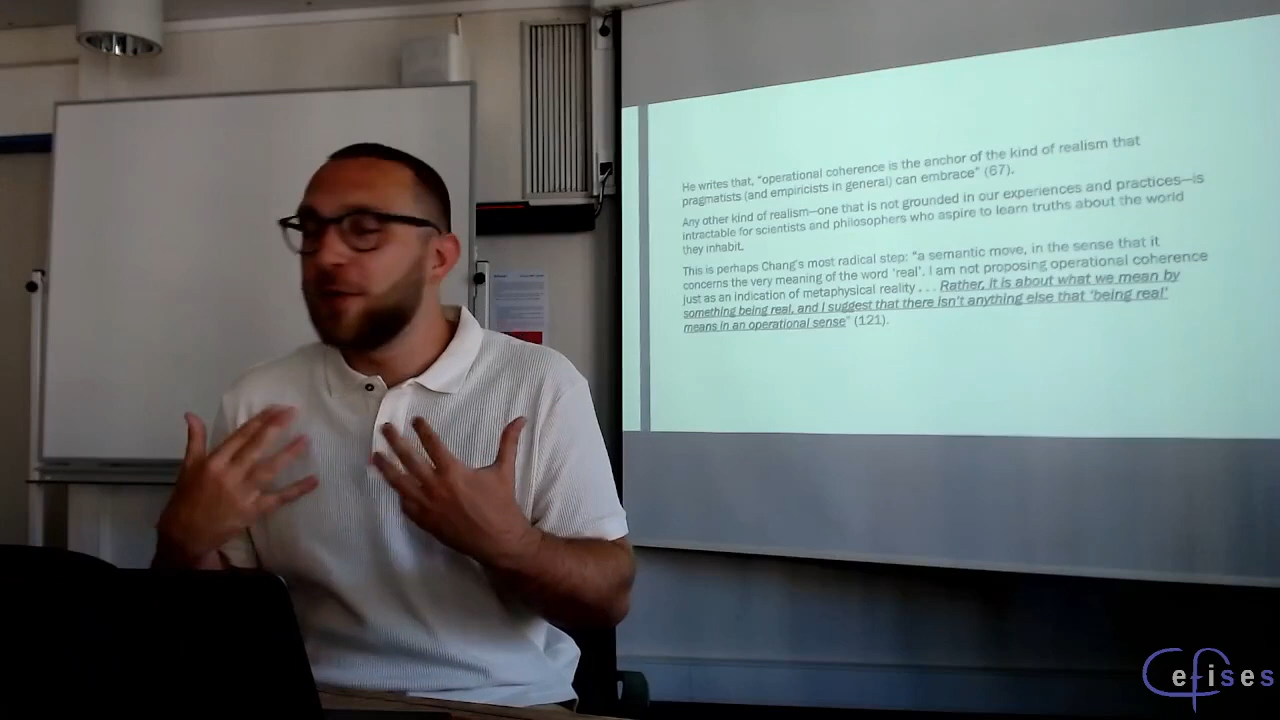 He writes that, "operational coherence is the anchor of the kind of realism that
pragmatists (and empiricists in general) can embrace" (67).
Any other kind of realism—one that is not grounded in our experiences and practices—is
intractable for scientists and philosophers who aspire to learn truths about the world
they inhabit.
This is perhaps Chang's most radical step: "a semantic move, in the sense that it
concerns the very meaning of the word 'real'. I am not proposing operational coherence
just as an indication of metaphysical reality . . . Rather, it is about what we mean by
something being real, and I suggest that there isn't anything else that 'being real'
means in an operational sense" (121).
Cefises